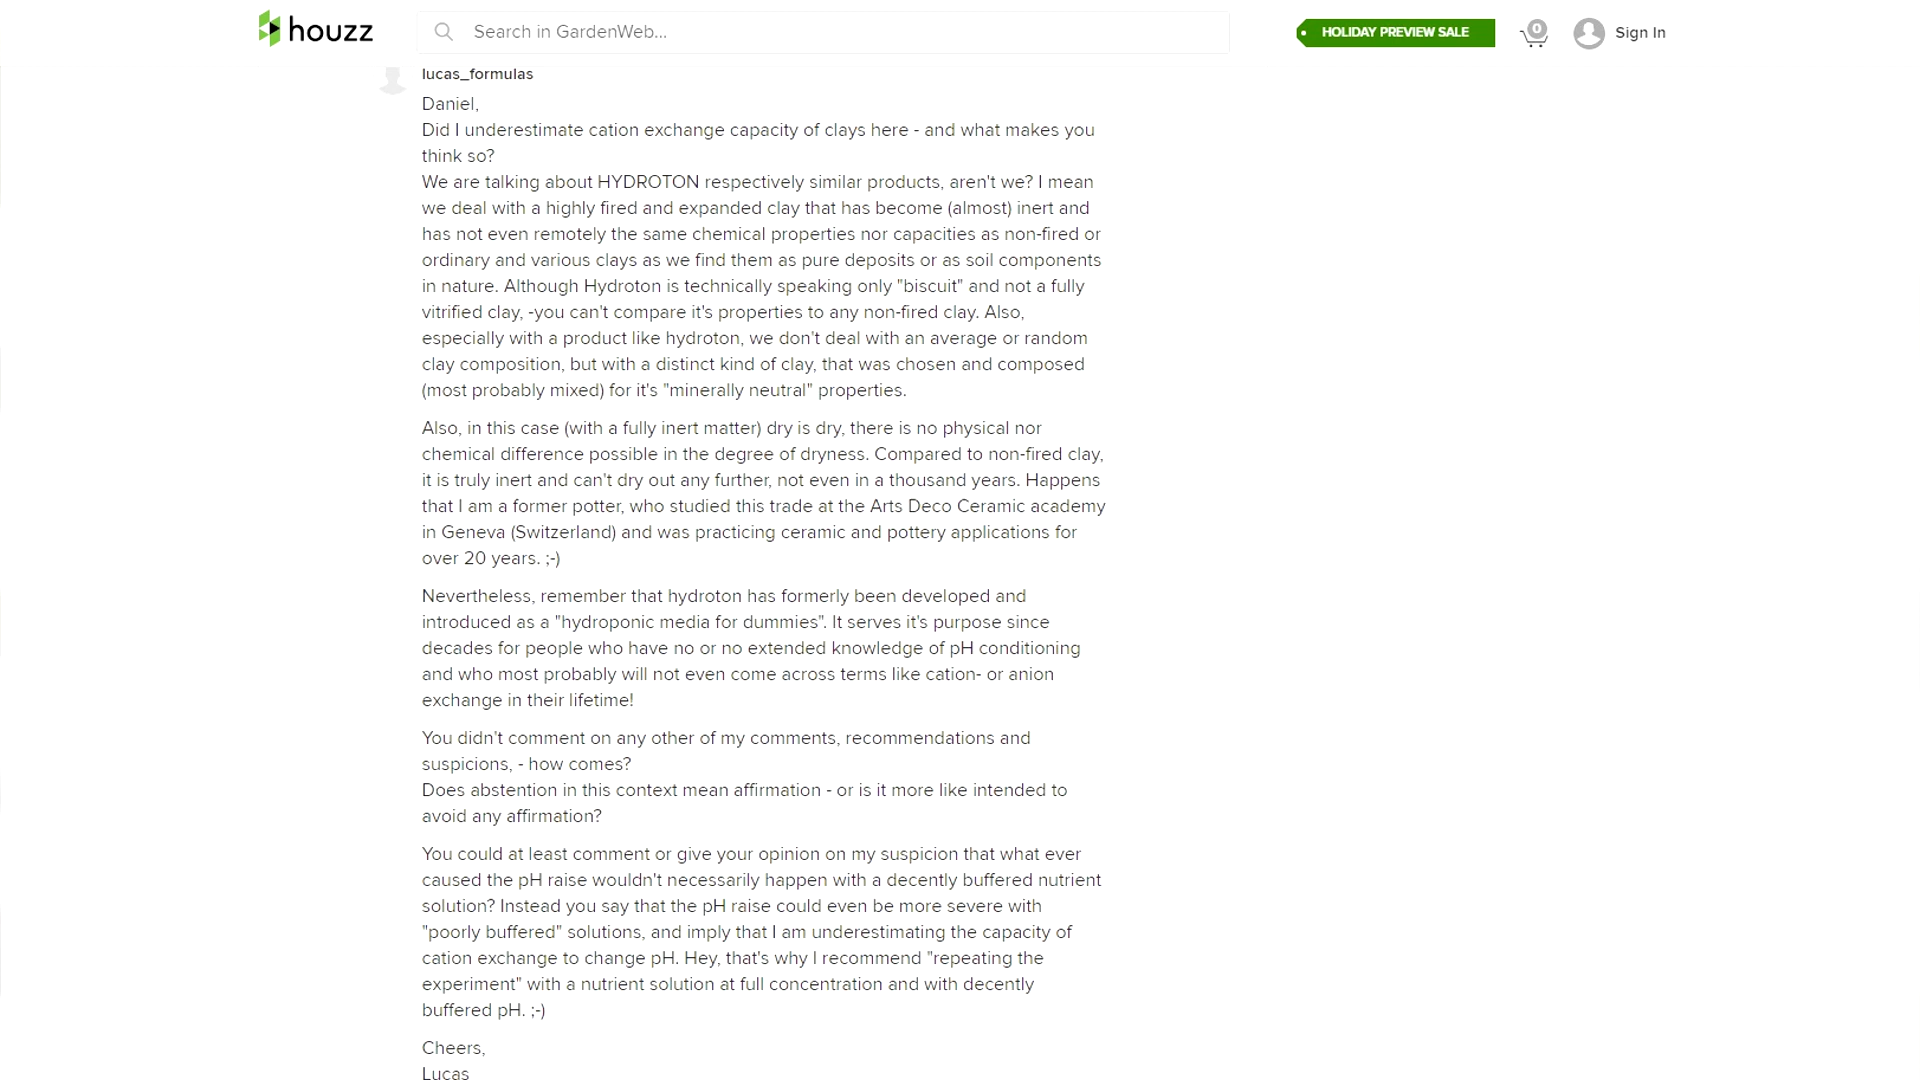 houzz
Search in GardenWeb...
HOLIDAY PREVIEW SALE
0
Sign In
lucas_formulas
Daniel,
Did I underestimate cation exchange capacity of clays here - and what makes you
think so?
We are talking about HYDROTON respectively similar products, aren't we? I mean
we deal with a highly fired and expanded clay that has become (almost) inert and
has not even remotely the same chemical properties nor capacities as non-fired or
ordinary and various clays as we find them as pure deposits or as soil components
in nature. Although Hydroton is technically speaking only "biscuit" and not a fully
vitrified clay, -you can't compare it's properties to any non-fired clay. Also,
especially with a product like hydroton, we don't deal with an average or random
clay composition, but with a distinct kind of clay, that was chosen and composed
(most probably mixed) for it's "minerally neutral" properties.
Also, in this case (with a fully inert matter) dry is dry, there is no physical nor
chemical difference possible in the degree of dryness. Compared to non-fired clay,
it is truly inert and can't dry out any further, not even in a thousand years. Happens
that I am a former potter, who studied this trade at the Arts Deco Ceramic academy
in Geneva (Switzerland) and was practicing ceramic and pottery applications for
over 20 years. ;-)
Nevertheless, remember that hydroton has formerly been developed and
introduced as a "hydroponic media for dummies". It serves it's purpose since
decades for people who have no or no extended knowledge of pH conditioning
and who most probably will not even come across terms like cation- or anion
exchange in their lifetime!
You didn't comment on any other of my comments, recommendations and
suspicions, - how comes?
Does abstention in this context mean affirmation - or is it more like intended to
avoid any affirmation?
You could at least comment or give your opinion on my suspicion that what ever
caused the pH raise wouldn't necessarily happen with a decently buffered nutrient
solution? Instead you say that the pH raise could even be more severe with
"poorly buffered" solutions, and imply that I am underestimating the capacity of
cation exchange to change pH. Hey, that's why I recommend "repeating the
experiment" with a nutrient solution at full concentration and with decently
buffered pH. ;-)
Cheers,
Lucas